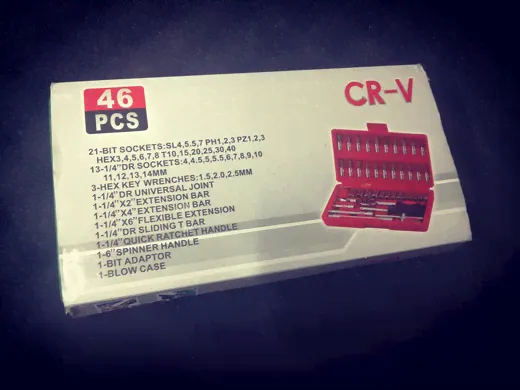 46
PCS
CR-V
21-BIT SOCKETS:SL4,5.5,7 PH1,2,3 PZ1,2,3
HEX3,4,5,6,7,8 T10,15,20,25,30,40
13-1/4"DR SOCKETS:4,4.5,5,5.5,6,7,8,9,10
11,12,13,14MM
3-HEX KEY WRENCHES:1.5,2.0,2.5MM
1-1/4"DR UNIVERSAL JOINT
1-1/4"X2"EXTENSION BAR
1-1/4"X4"EXTENSION BAR
1-1/4"X6"FLEXIBLE EXTENSION
1-1/4"DR SLIDING T BAR
1-1/4"QUICK RATCHET HANDLE
1-6"SPINNER HANDLE
1-BIT ADAPTOR
1-BLOW CASE